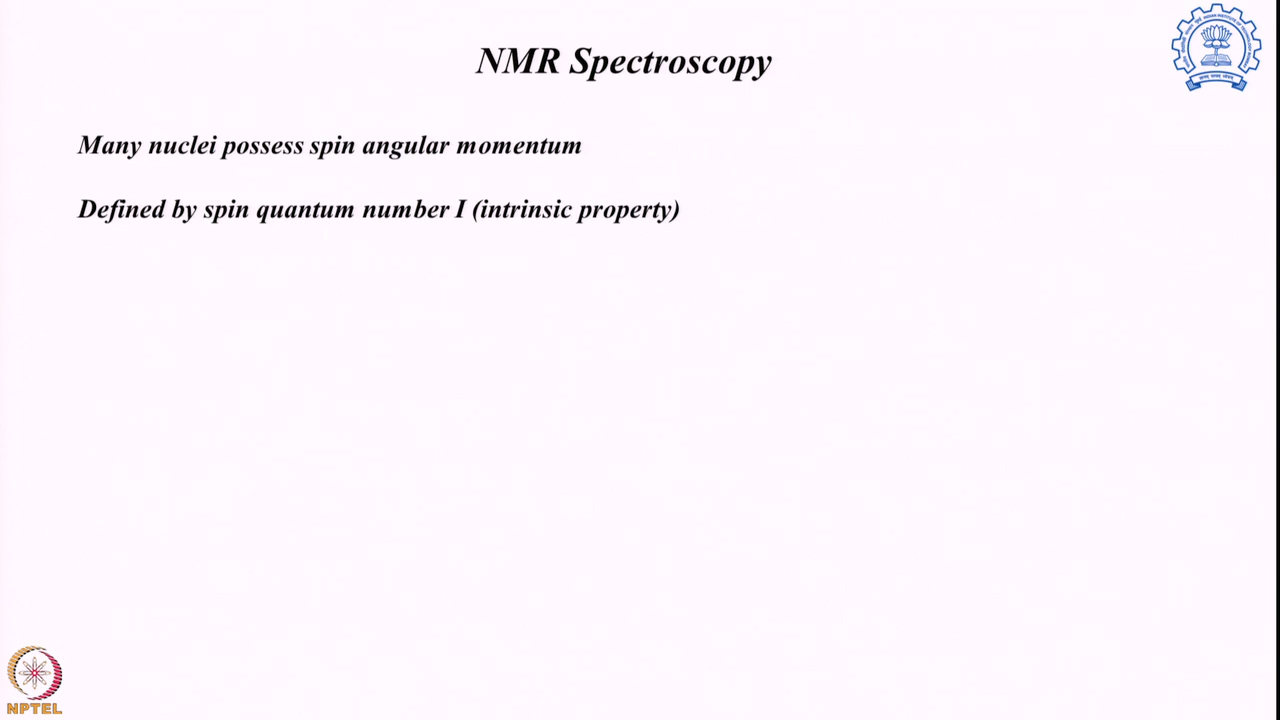 NMR Spectroscopy
Many nuclei possess spin angular momentum
Defined by spin quantum number I (intrinsic property)
NPTEL